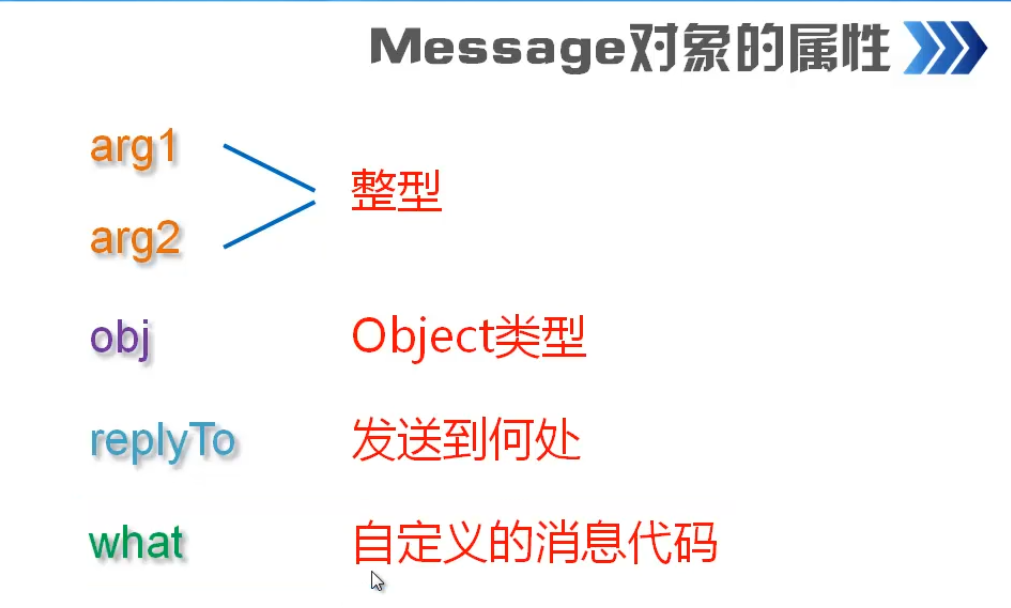 Message对象的属性
arg1
整型
arg2
obj Object类型
replyTo 发送到何处
what 自定义的消息代码